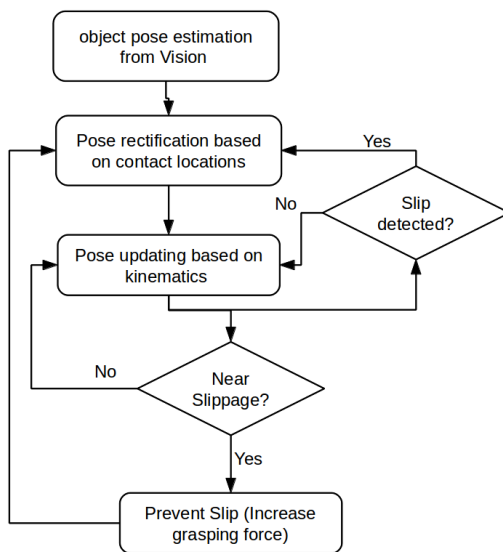 object pose estimation
from Vision
Pose rectification based
on contact locations
Yes
Slip
detected?
No
Pose updating based on
kinematics
No
Near
Slippage?
Yes
Prevent Slip (Increase
grasping force)